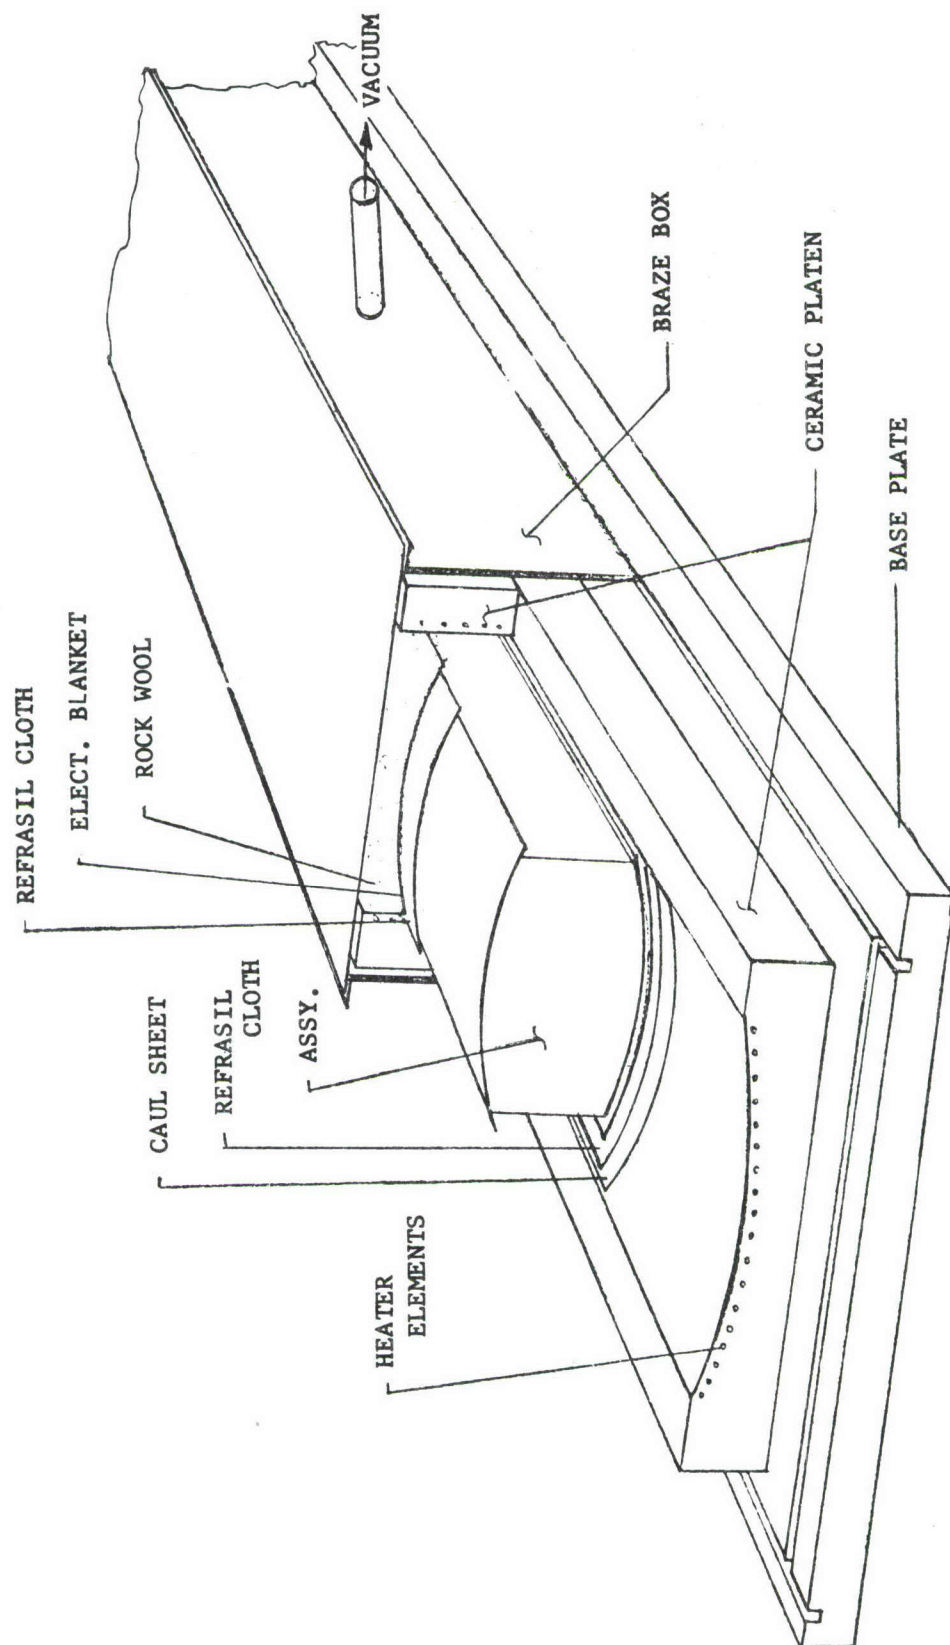 REFRASIL CLOTH
ELECT. BLANKET
ROCK WOOL
CAUL SHEET
REFRASIL
CLOTH
ASSY.
HEATER
ELEMENTS
VACUUM
BRAZE BOX
CERAMIC PLATEN
BASE PLATE